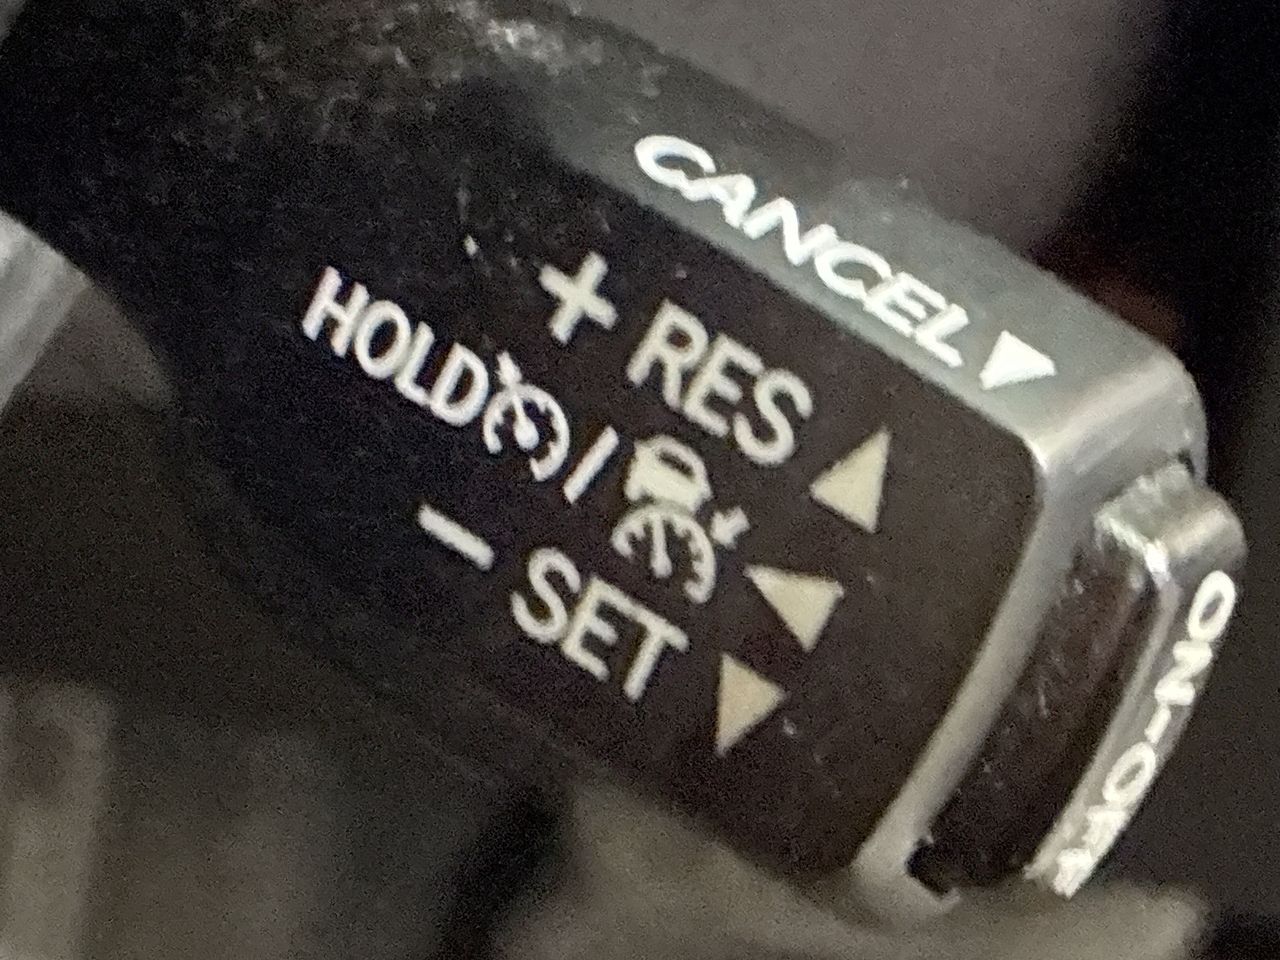 CANCEL
+ RES
HOLD /
- SET
ON-OFF